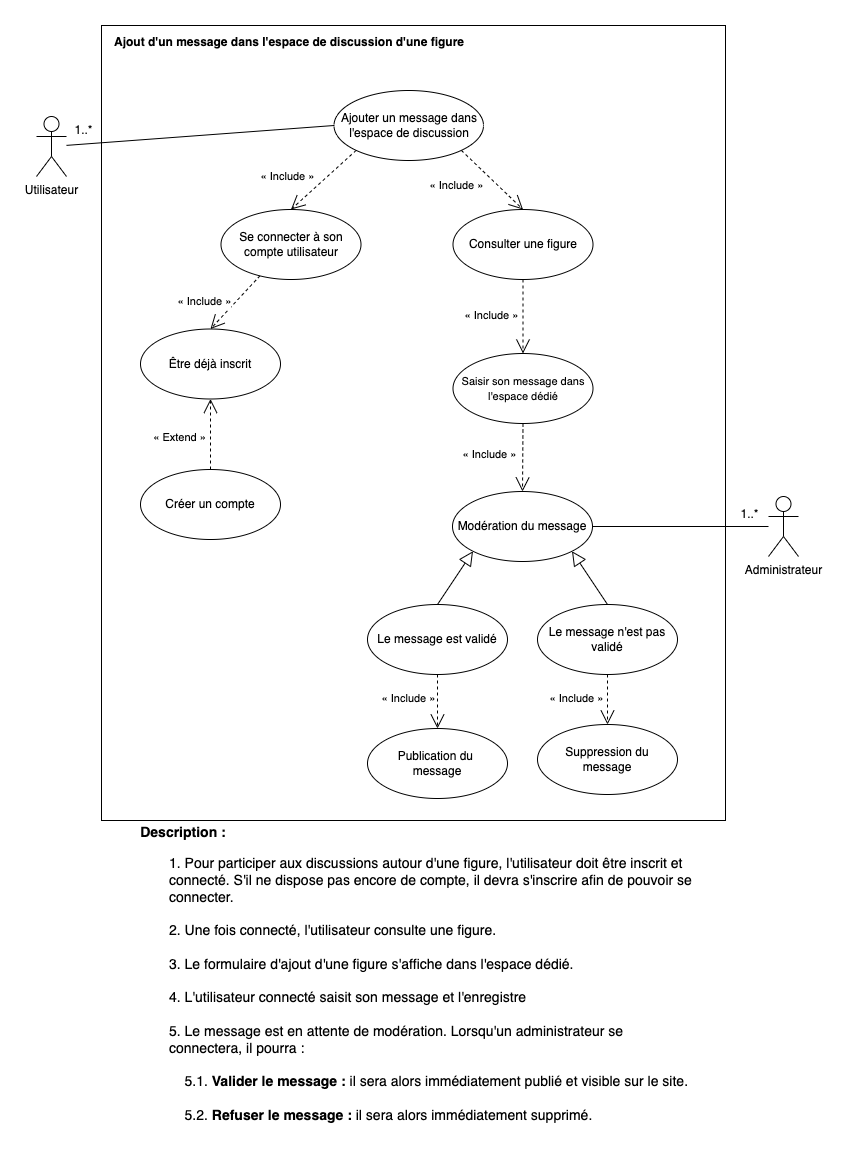 Ajout d'un message dans l'espace de discussion d'une figure
1..*
Utilisateur
Ajouter un message dans
l'espace de discussion
« Include »
« Include »
Se connecter à son
compte utilisateur
Consulter une figure
« Include »
« Include »
Être déjà inscrit
Saisir son message dans
l'espace dédié
« Extend »
« Include »
Créer un compte
Modération du message
1..*
Administrateur
Le message est validé
Le message n'est pas
validé
« Include »
« Include »
Publication du
message
Suppression du
message
Description :
1. Pour participer aux discussions autour d'une figure, l'utilisateur doit être inscrit et
connecté. S'il ne dispose pas encore de compte, il devra s'inscrire afin de pouvoir se
connecter.
2. Une fois connecté, l'utilisateur consulte une figure.
3. Le formulaire d'ajout d'une figure s'affiche dans l'espace dédié.
4. L'utilisateur connecté saisit son message et l'enregistre
5. Le message est en attente de modération. Lorsqu'un administrateur se
connectera, il pourra :
5.1. Valider le message : il sera alors immédiatement publié et visible sur le site.
5.2. Refuser le message : il sera alors immédiatement supprimé.